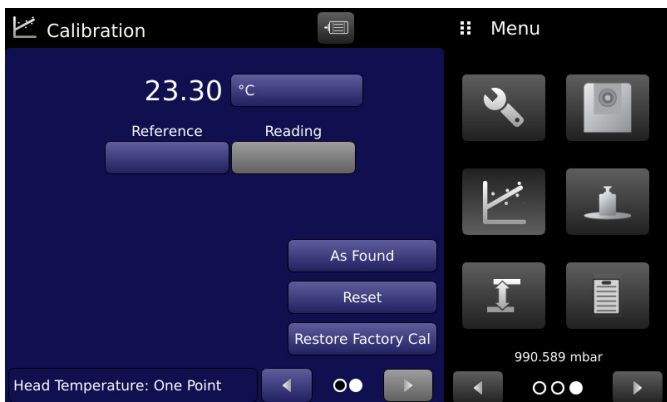 Calibration
Menu
23.30 °C
Reference Reading
As Found
Reset
Restore Factory Cal
990.589 mbar
Head Temperature: One Point